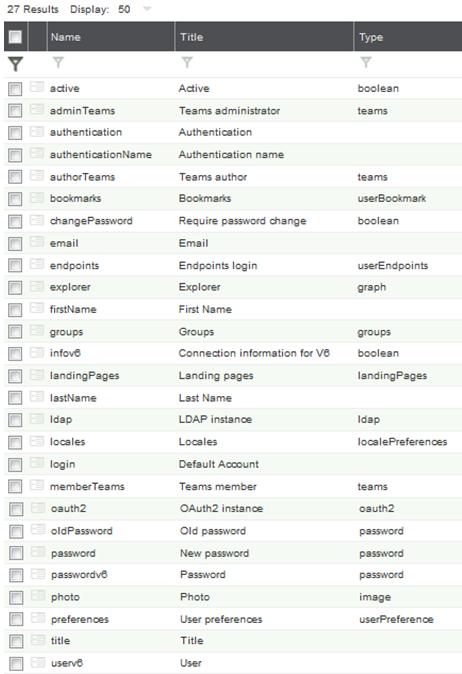 27 Results Display: 50
Name Title Type
active Active boolean
adminTeams Teams administrator teams
authentication Authentication
authenticationName Authentication name
authorTeams Teams author teams
bookmarks Bookmarks userBookmark
changePassword Require password change boolean
email Email
endpoints Endpoints login userEndpoints
explorer Explorer graph
firstName First Name
groups Groups groups
infov6 Connection information for V6 boolean
landingPages Landing pages landingPages
lastName Last Name
ldap LDAP instance ldap
locales Locales localePreferences
login Default Account
memberTeams Teams member teams
oauth2 OAuth2 instance oauth2
oldPassword Old password password
password New password password
passwordv6 Password password
photo Photo image
preferences User preferences userPreference
title Title
userv6 User